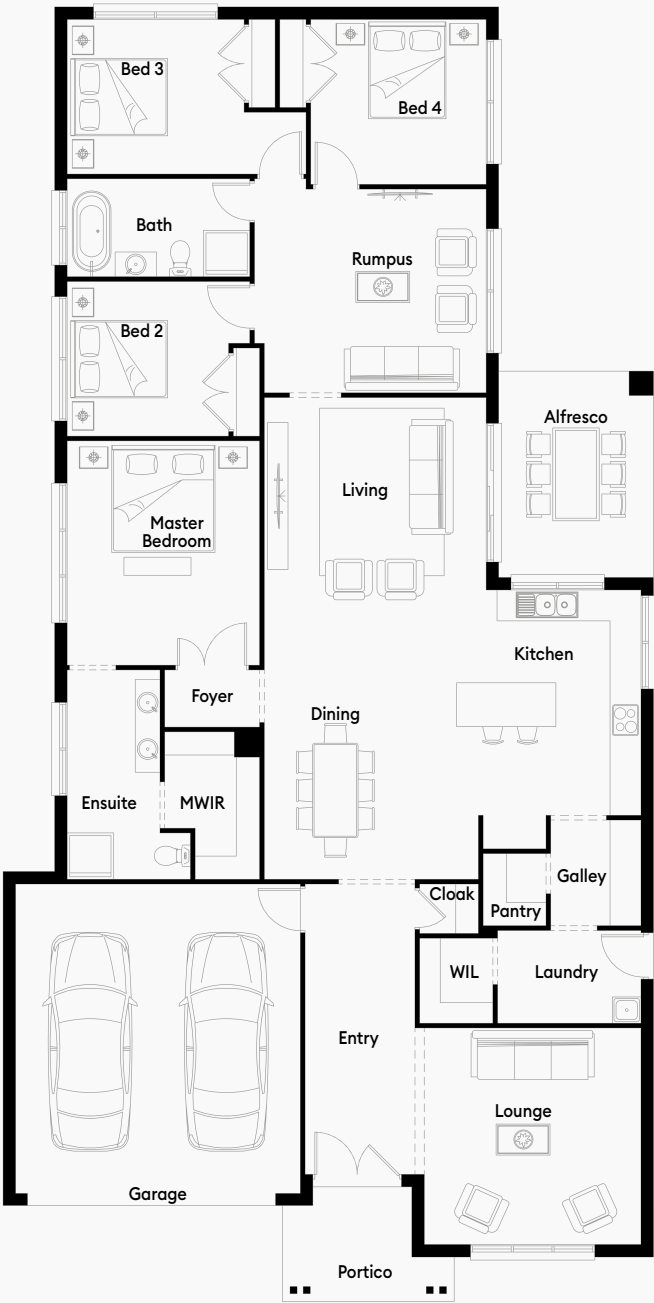 Bed 3
Bed 4
Bath
Rumpus
Bed 2
Alfresco
Living
Master
Bedroom
Kitchen
Foyer
Dining
Ensuite
MWIR
Galley
Cloak
Pantry
WIL
Laundry
Entry
Lounge
Garage
Portico